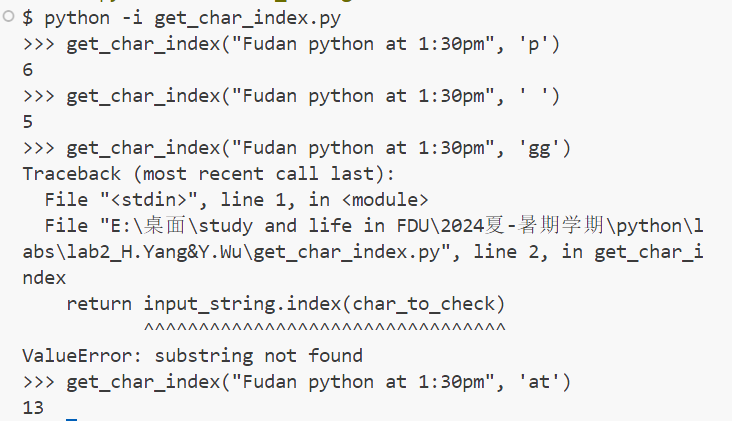 $ python -i get_char_index.py
>>> get_char_index("Fudan python at 1:30pm", 'p')
6
>>> get_char_index("Fudan python at 1:30pm", ' ')
5
>>> get_char_index("Fudan python at 1:30pm", 'gg')
Traceback (most recent call last):
  File "<stdin>", line 1, in <module>
  File "E:\桌面\study and life in FDU\2024夏-暑期学期\python\l
abs\lab2_H.Yang&Y.Wu\get_char_index.py", line 2, in get_char_i
ndex
    return input_string.index(char_to_check)
           ^^^^^^^^^^^^^^^^^^^^^^^^^^^^^^^^^
ValueError: substring not found
>>> get_char_index("Fudan python at 1:30pm", 'at')
13